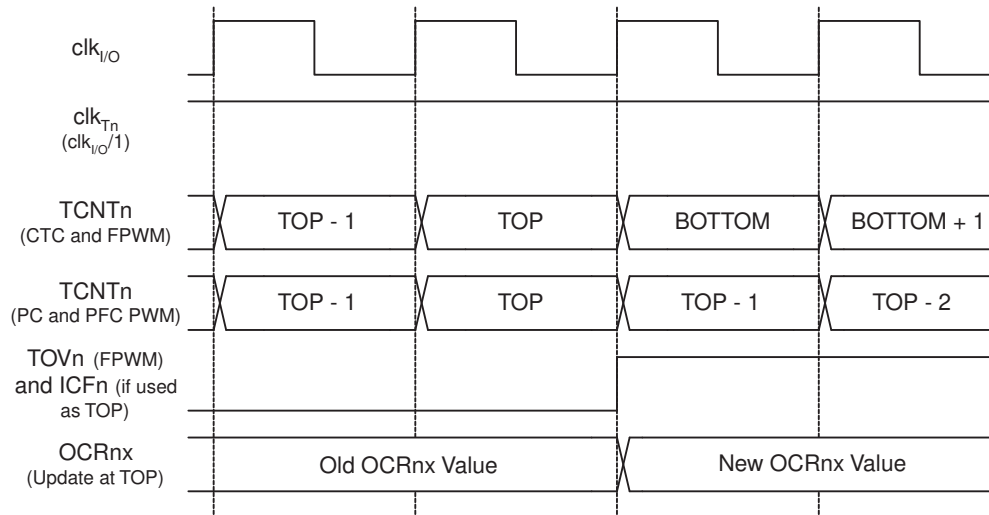 clkI/O
clkTn
(clkI/O/1)
TCNTn
(CTC and FPWM)
TOP - 1 TOP BOTTOM BOTTOM + 1
TCNTn
(PC and PFC PWM)
TOP - 1 TOP TOP - 1 TOP - 2
TOVn (FPWM)
and ICFn (if used
as TOP)
OCRnx
(Update at TOP)
Old OCRnx Value New OCRnx Value